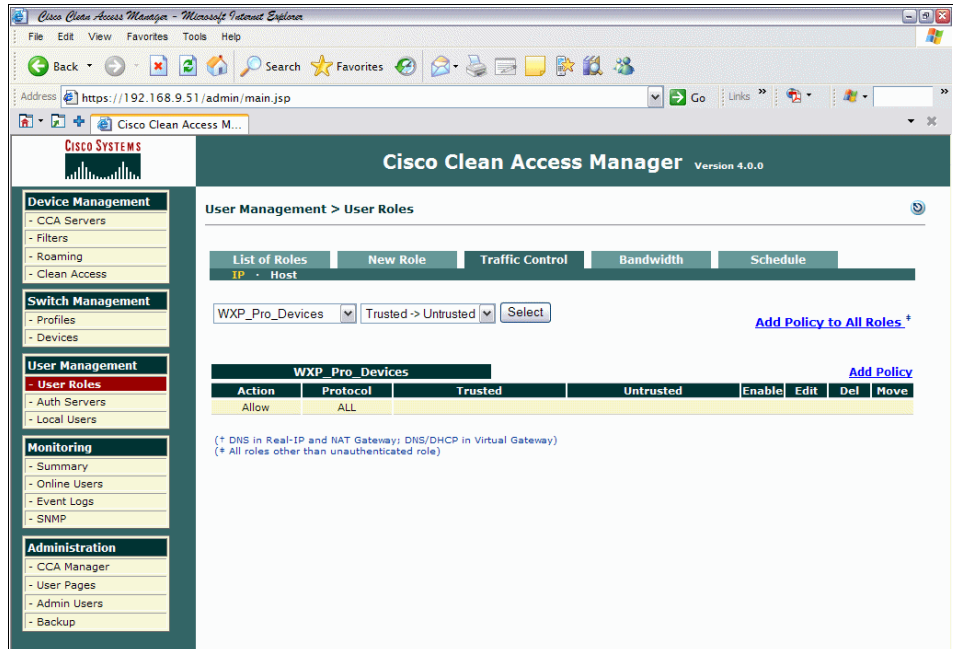 Cisco Clean Access Manager - Microsoft Internet Explorer
File Edit View Favorites Tools Help
Back Search Favorites
Address https://192.168.9.51/admin/main.jsp Go Links »
Cisco Clean Access M...
CISCO SYSTEMS
Cisco Clean Access Manager Version 4.0.0
Device Management
- CCA Servers
- Filters
- Roaming
- Clean Access
Switch Management
- Profiles
- Devices
User Management
- User Roles
- Auth Servers
- Local Users
Monitoring
- Summary
- Online Users
- Event Logs
- SNMP
Administration
- CCA Manager
- User Pages
- Admin Users
- Backup
User Management > User Roles
List of Roles New Role Traffic Control Bandwidth Schedule
IP · Host
WXP_Pro_Devices Trusted -> Untrusted Select
Add Policy to All Roles ‡
WXP_Pro_Devices Add Policy
Action Protocol Trusted Untrusted Enable Edit Del Move
Allow ALL
(† DNS in Real-IP and NAT Gateway; DNS/DHCP in Virtual Gateway)
(‡ All roles other than unauthenticated role)